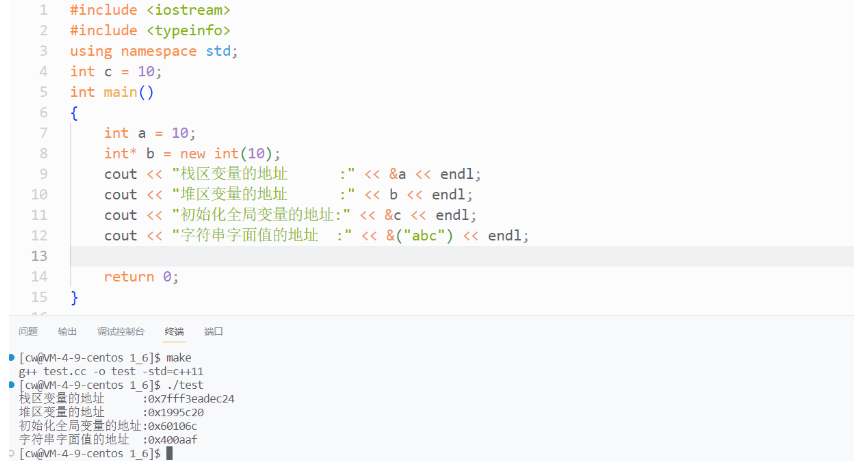 1 #include <iostream>
2 #include <typeinfo>
3 using namespace std;
4 int c = 10;
5 int main()
6 {
7 int a = 10;
8 int* b = new int(10);
9 cout << "栈区变量的地址      :" << &a << endl;
10 cout << "堆区变量的地址      :" << b << endl;
11 cout << "初始化全局变量的地址:" << &c << endl;
12 cout << "字符串字面值的地址  :" << &("abc") << endl;
13
14 return 0;
15 }
问题 输出 调试控制台 终端 端口
[cw@VM-4-9-centos 1_6]$ make
g++ test.cc -o test -std=c++11
[cw@VM-4-9-centos 1_6]$ ./test
栈区变量的地址      :0x7fff3eadec24
堆区变量的地址      :0x1995c20
初始化全局变量的地址:0x60106c
字符串字面值的地址  :0x400aaf
[cw@VM-4-9-centos 1_6]$